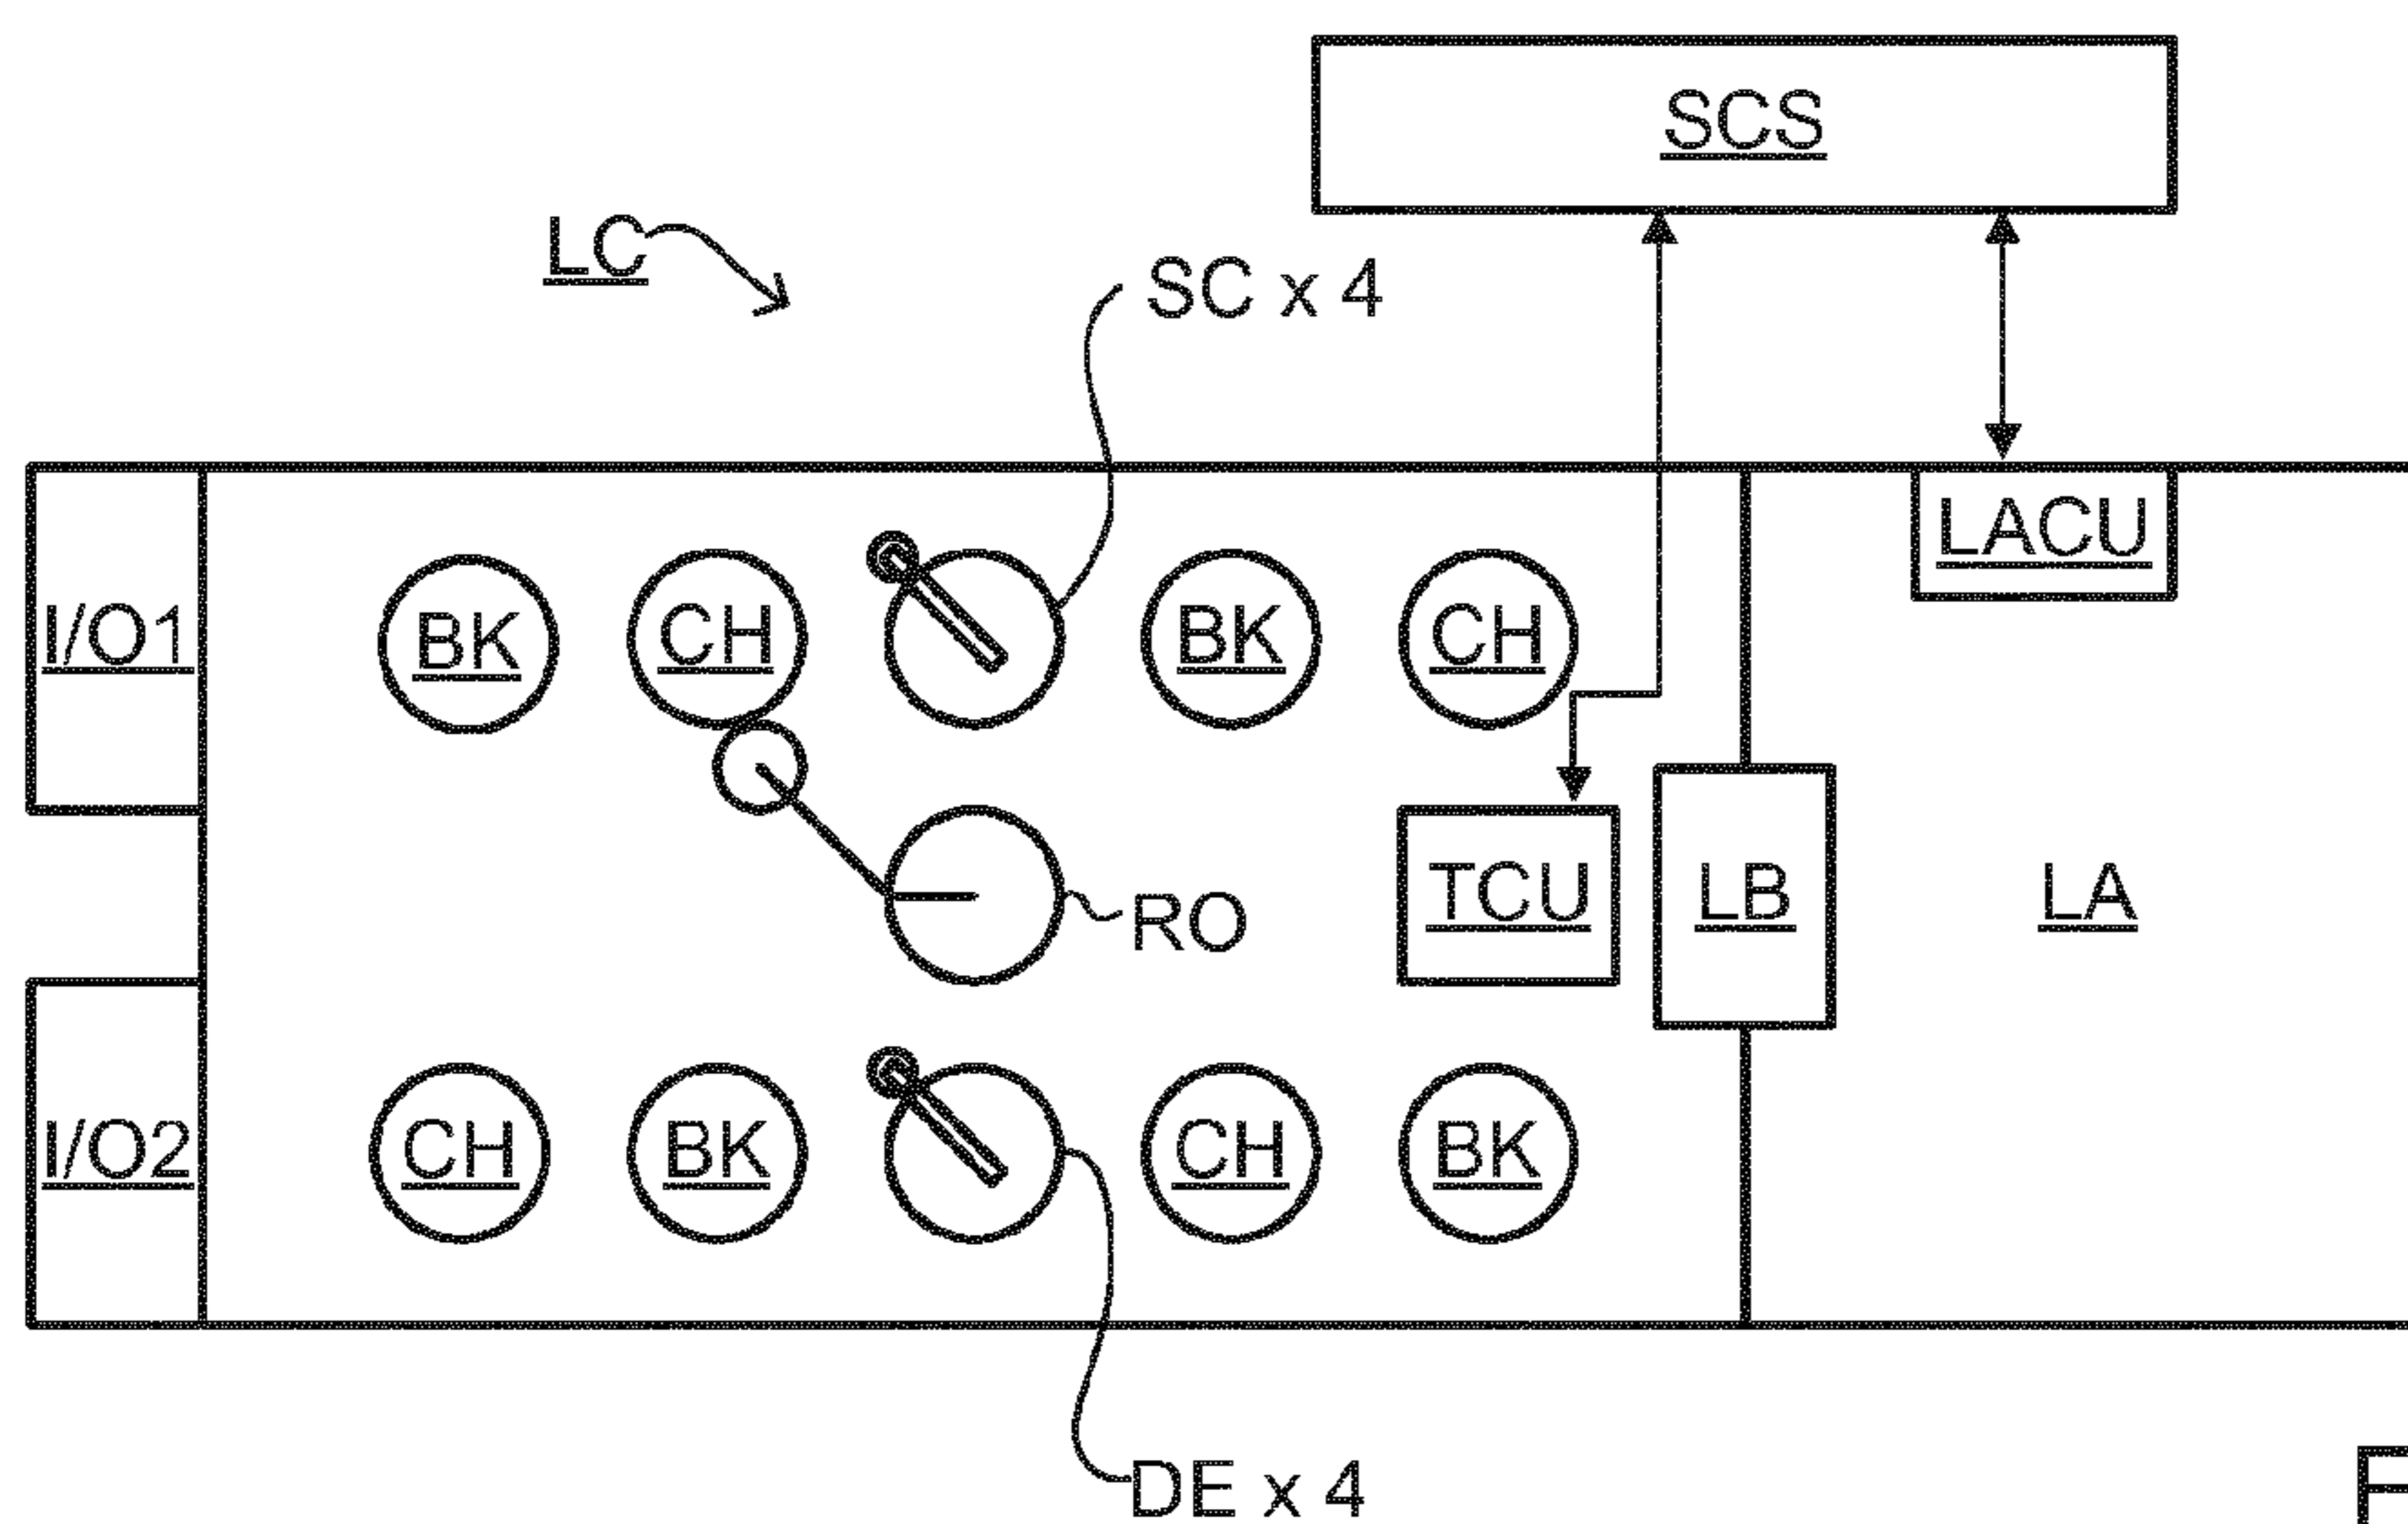 SCS
LC
SC x 4
LACU
I/O1
BK
CH
BK
CH
TCU
LB
LA
RO
I/O2
CH
BK
CH
BK
DE x 4
F